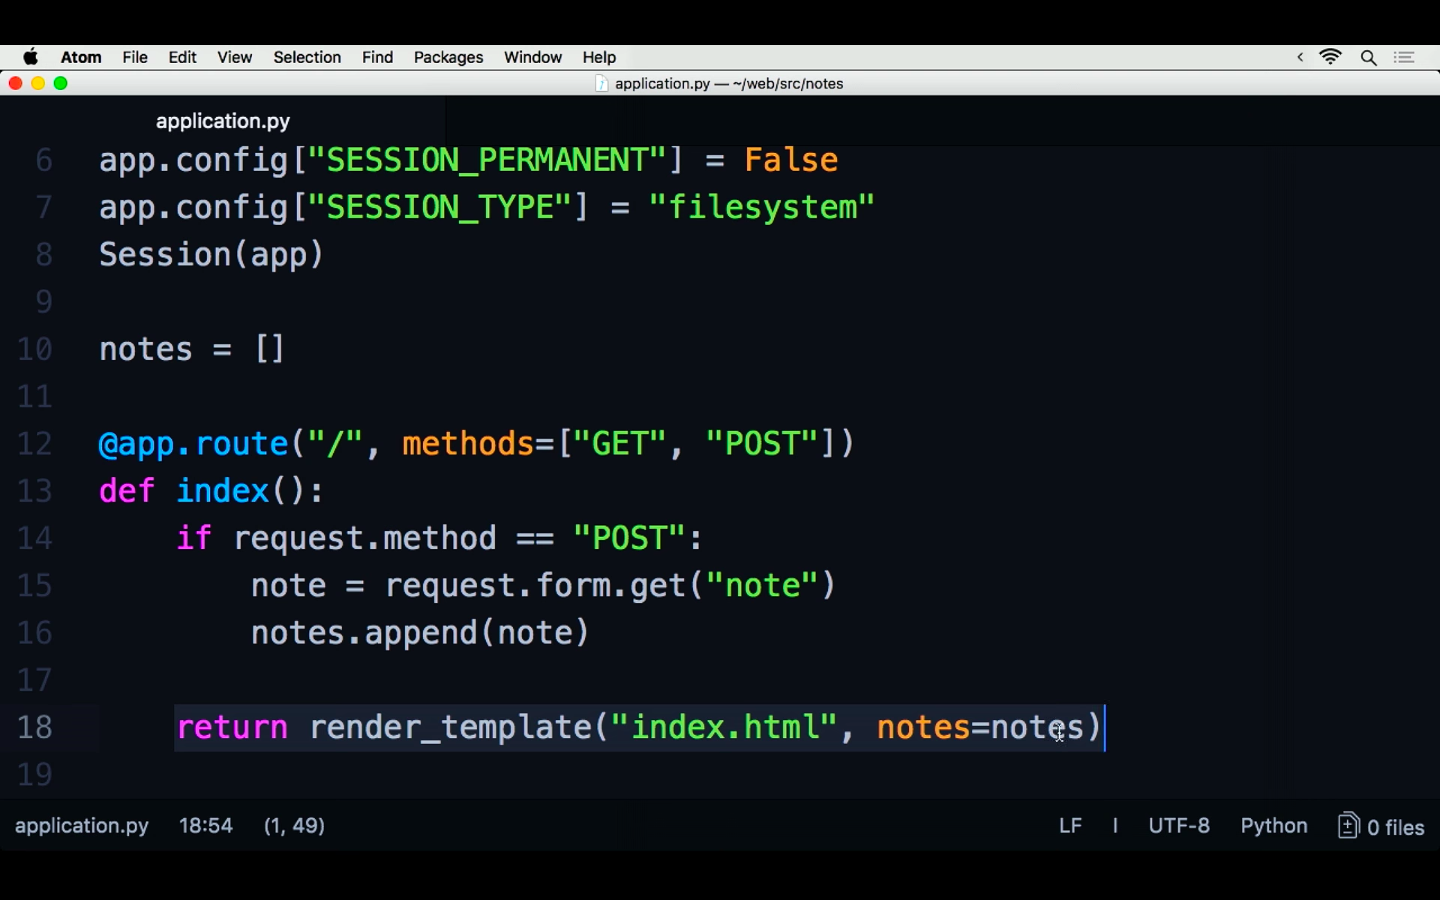 Atom File Edit View Selection Find Packages Window Help
application.py — ~/web/src/notes
application.py
6 app.config["SESSION_PERMANENT"] = False
7 app.config["SESSION_TYPE"] = "filesystem"
8 Session(app)
9
10 notes = []
11
12 @app.route("/", methods=["GET", "POST"])
13 def index():
14     if request.method == "POST":
15         note = request.form.get("note")
16         notes.append(note)
17
18     return render_template("index.html", notes=notes)
19
application.py 18:54 (1, 49) LF I UTF-8 Python 0 files